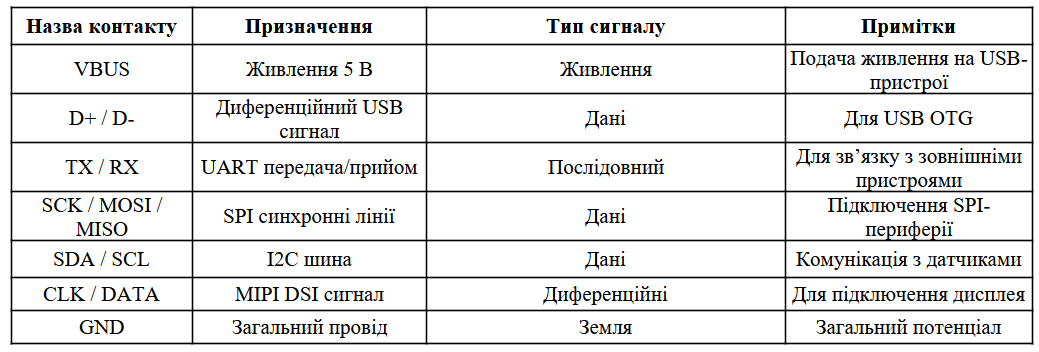 Назва контакту Призначення Тип сигналу Примітки
VBUS Живлення 5 В Живлення Подача живлення на USB-
пристрої
D+ / D- Диференційний USB
сигнал Дані Для USB OTG
TX / RX UART передача/прийом Послідовний Для зв’язку з зовнішніми
пристроями
SCK / MOSI /
MISO SPI синхронні лінії Дані Підключення SPI-
периферії
SDA / SCL I2C шина Дані Комунікація з датчиками
CLK / DATA MIPI DSI сигнал Диференційні Для підключення дисплея
GND Загальний провід Земля Загальний потенціал